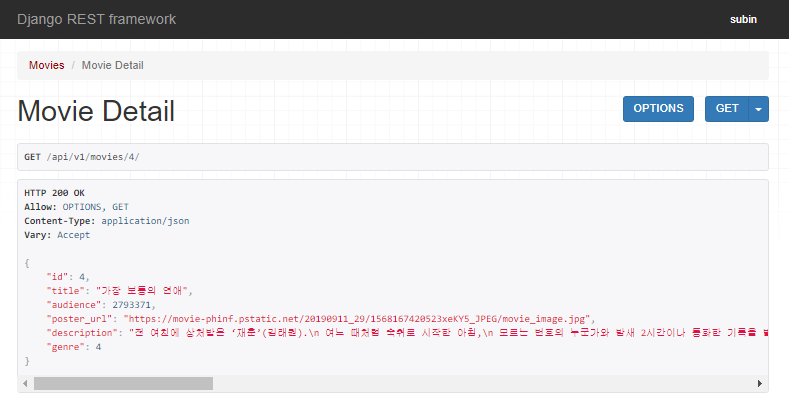 Django REST framework
subin
Movies / Movie Detail
Movie Detail
OPTIONS
GET
GET /api/v1/movies/4/
HTTP 200 OK
Allow: OPTIONS, GET
Content-Type: application/json
Vary: Accept
{
"id": 4,
"title": "가장 보통의 연애",
"audience": 2793371,
"poster_url": "https://movie-phinf.pstatic.net/20190911_29/1568167420523xeKY5_JPEG/movie_image.jpg",
"description": "전 여친에 상처받은 ‘재훈’(김래원).\n 여느 때처럼 숙취로 시작한 아침,\n 모르는 번호의 누군가와 밤새 2시간이나 통화한 기록을
"genre": 4
}